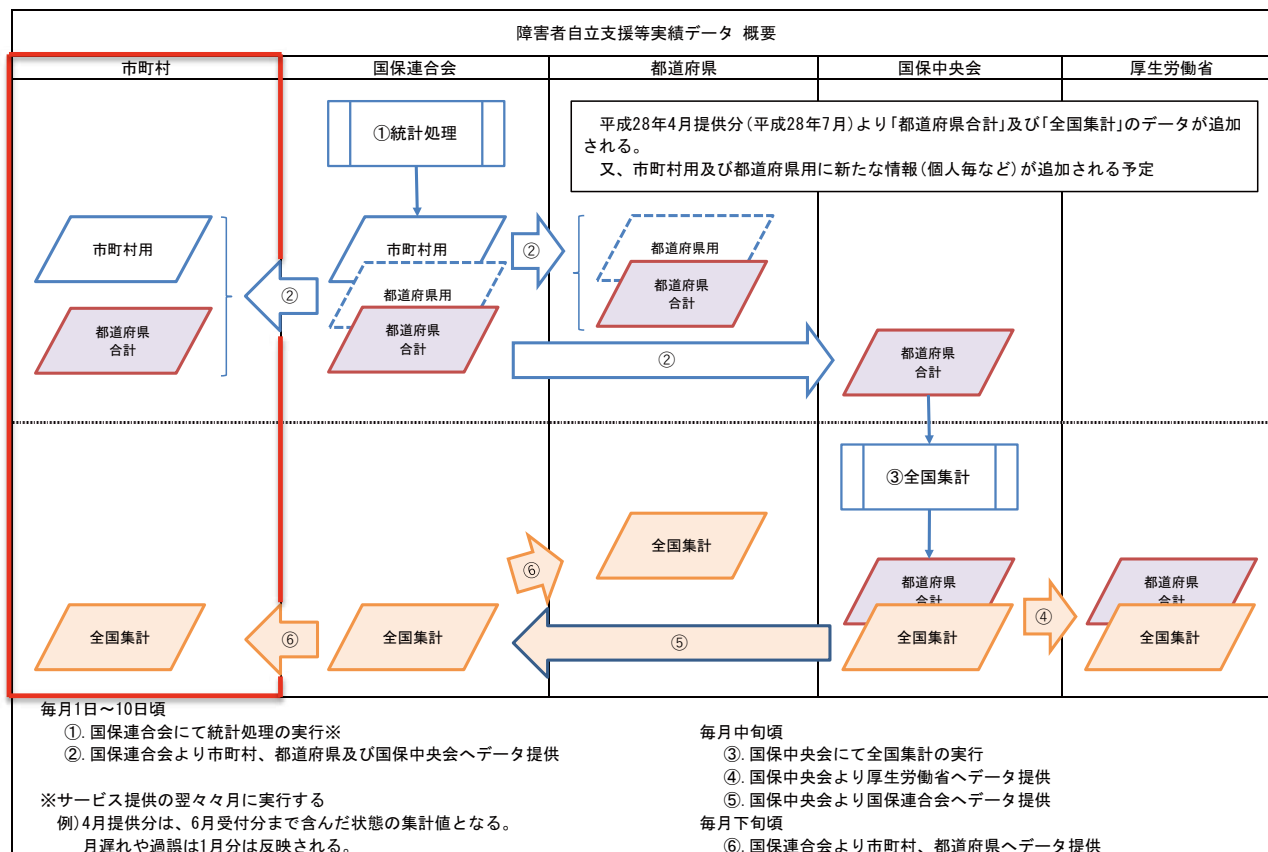 障害者自立支援等実績データ 概要
市町村
国保連合会
都道府県
国保中央会
厚生労働省
①統計処理
平成28年4月提供分(平成28年7月)より「都道府県合計」及び「全国集計」のデータが追加
される。
又、市町村用及び都道府県用に新たな情報(個人毎など)が追加される予定
市町村用
都道府県
合計
②
市町村用
都道府県用
都道府県
合計
②
都道府県用
都道府県
合計
②
都道府県
合計
③全国集計
全国集計
⑥
都道府県
合計
全国集計
④
都道府県
合計
全国集計
全国集計
⑥
全国集計
⑤
毎月1日~10日頃
①. 国保連合会にて統計処理の実行※
②. 国保連合会より市町村、都道府県及び国保中央会へデータ提供
※サービス提供の翌々々月に実行する
例)4月提供分は、6月受付分まで含んだ状態の集計値となる。
月遅れや過誤は1月分は反映される。
毎月中旬頃
③. 国保中央会にて全国集計の実行
④. 国保中央会より厚生労働省へデータ提供
⑤. 国保中央会より国保連合会へデータ提供
毎月下旬頃
⑥. 国保連合会より市町村、都道府県へデータ提供